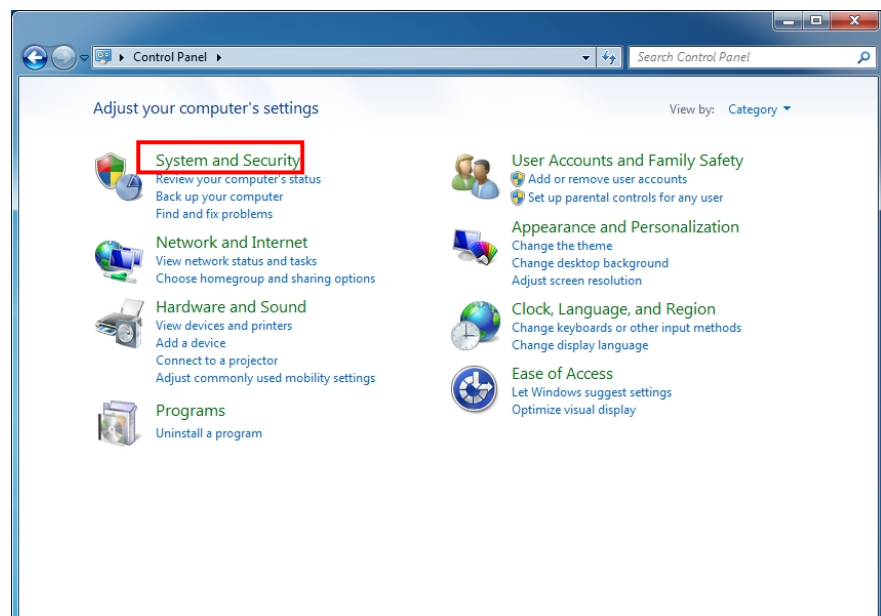 Control Panel
Search Control Panel
Adjust your computer's settings
View by: Category
System and Security
Review your computer's status
Back up your computer
Find and fix problems
Network and Internet
View network status and tasks
Choose homegroup and sharing options
Hardware and Sound
View devices and printers
Add a device
Connect to a projector
Adjust commonly used mobility settings
Programs
Uninstall a program
User Accounts and Family Safety
Add or remove user accounts
Set up parental controls for any user
Appearance and Personalization
Change the theme
Change desktop background
Adjust screen resolution
Clock, Language, and Region
Change keyboards or other input methods
Change display language
Ease of Access
Let Windows suggest settings
Optimize visual display